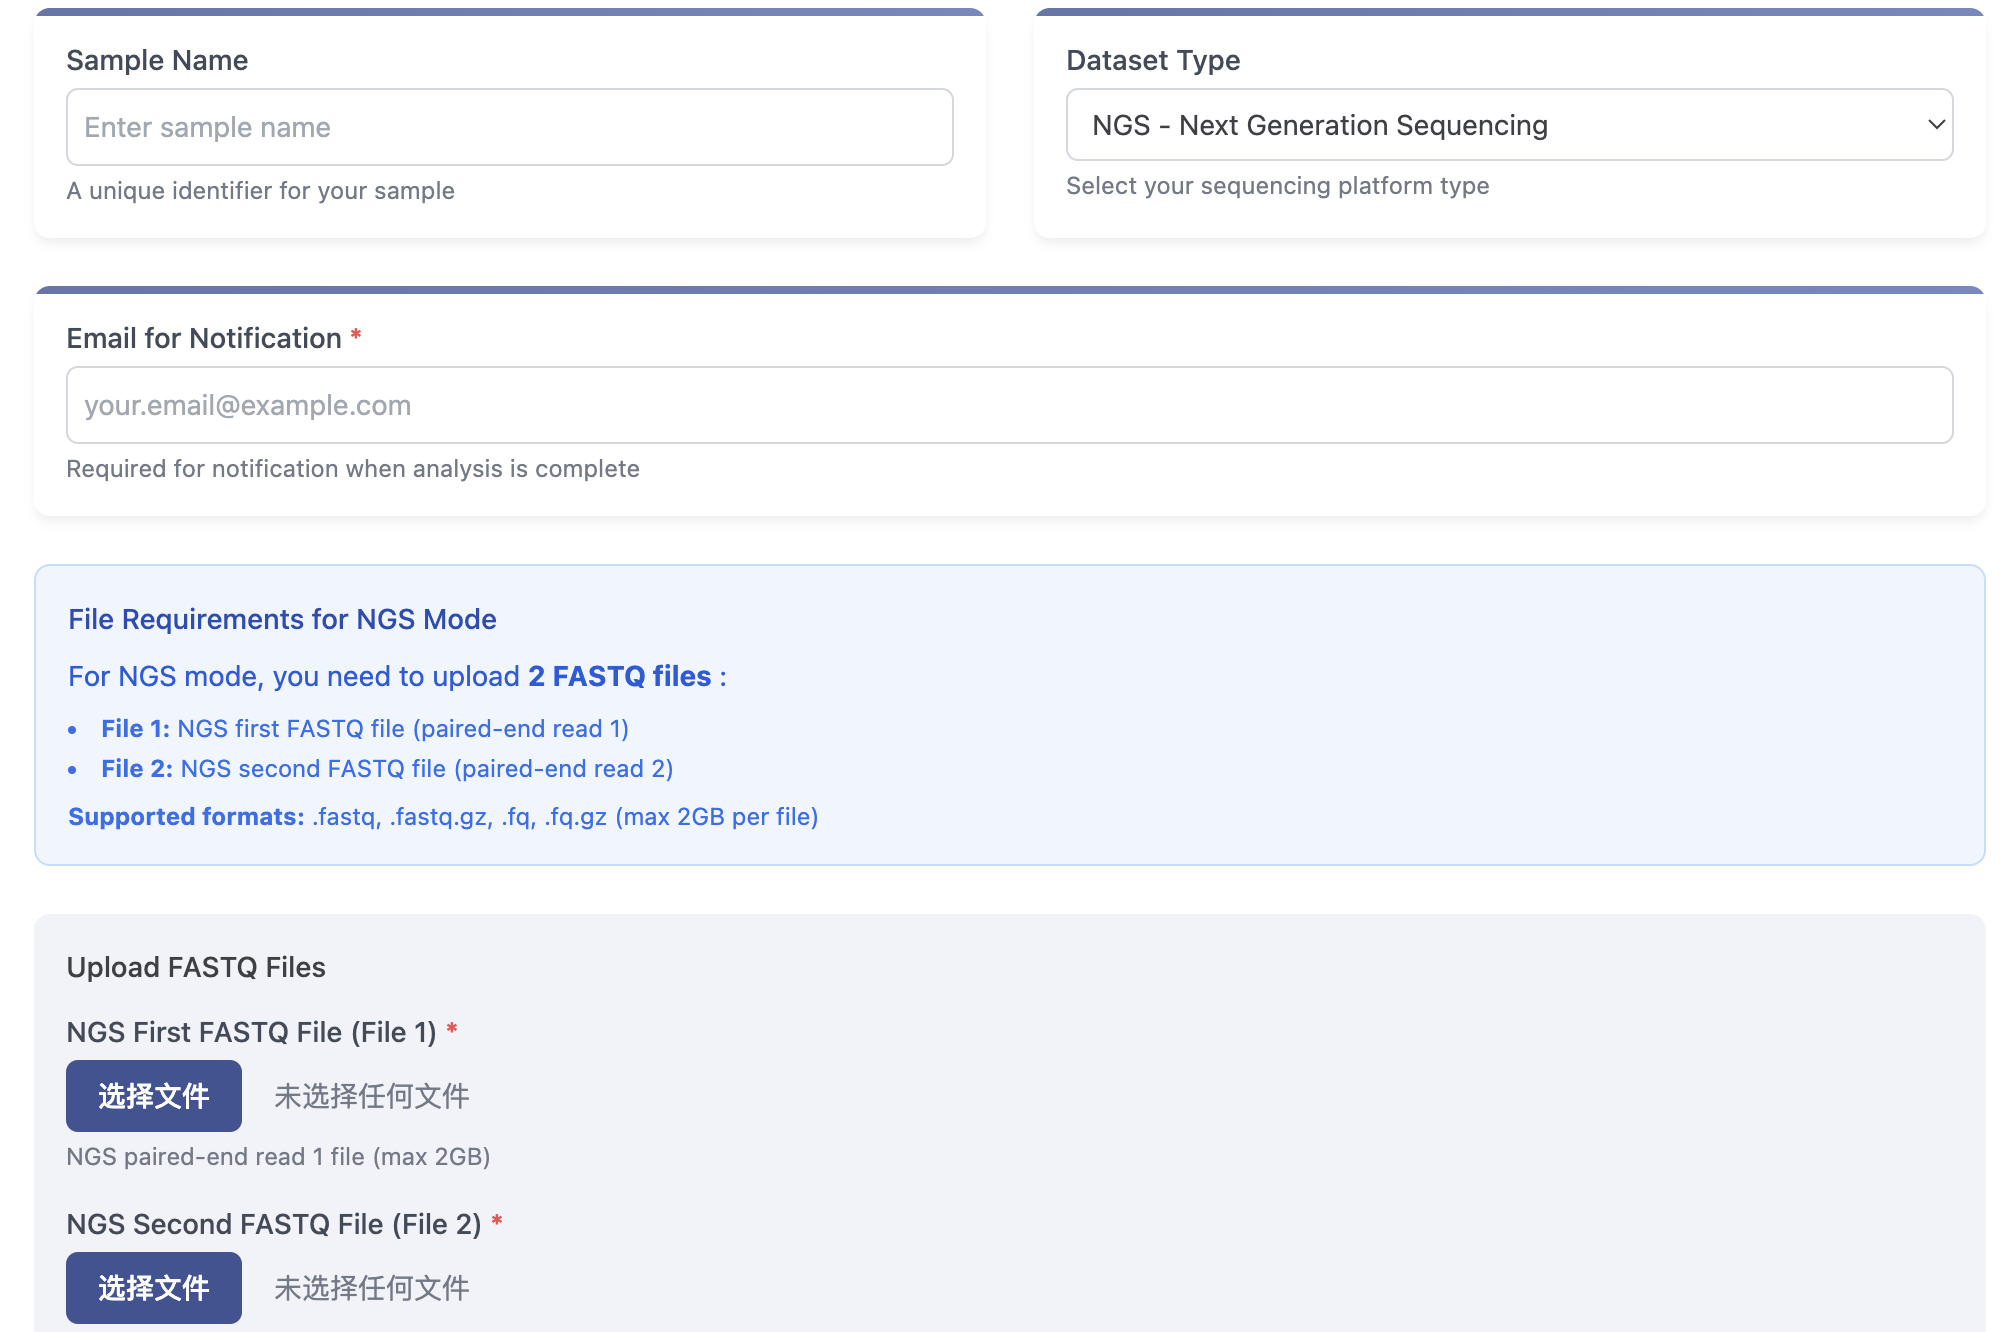 Sample Name
Enter sample name
A unique identifier for your sample
Dataset Type
NGS - Next Generation Sequencing
Select your sequencing platform type
Email for Notification *
your.email@example.com
Required for notification when analysis is complete
File Requirements for NGS Mode
For NGS mode, you need to upload 2 FASTQ files :
• File 1: NGS first FASTQ file (paired-end read 1)
• File 2: NGS second FASTQ file (paired-end read 2)
Supported formats: .fastq, .fastq.gz, .fq, .fq.gz (max 2GB per file)
Upload FASTQ Files
NGS First FASTQ File (File 1) *
选择文件 未选择任何文件
NGS paired-end read 1 file (max 2GB)
NGS Second FASTQ File (File 2) *
选择文件 未选择任何文件